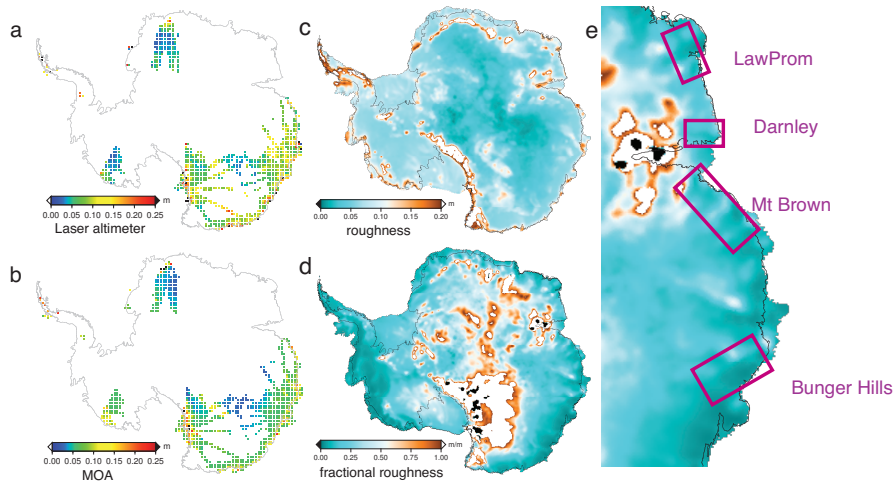 a
m
0.00 0.05 0.10 0.15 0.20 0.25
Laser altimeter
b
m
0.00 0.05 0.10 0.15 0.20 0.25
MOA
c
m
0.00 0.05 0.10 0.15 0.20
roughness
d
m/m
0.00 0.25 0.50 0.75 1.00
fractional roughness
e
LawProm
Darnley
Mt Brown
Bunger Hills